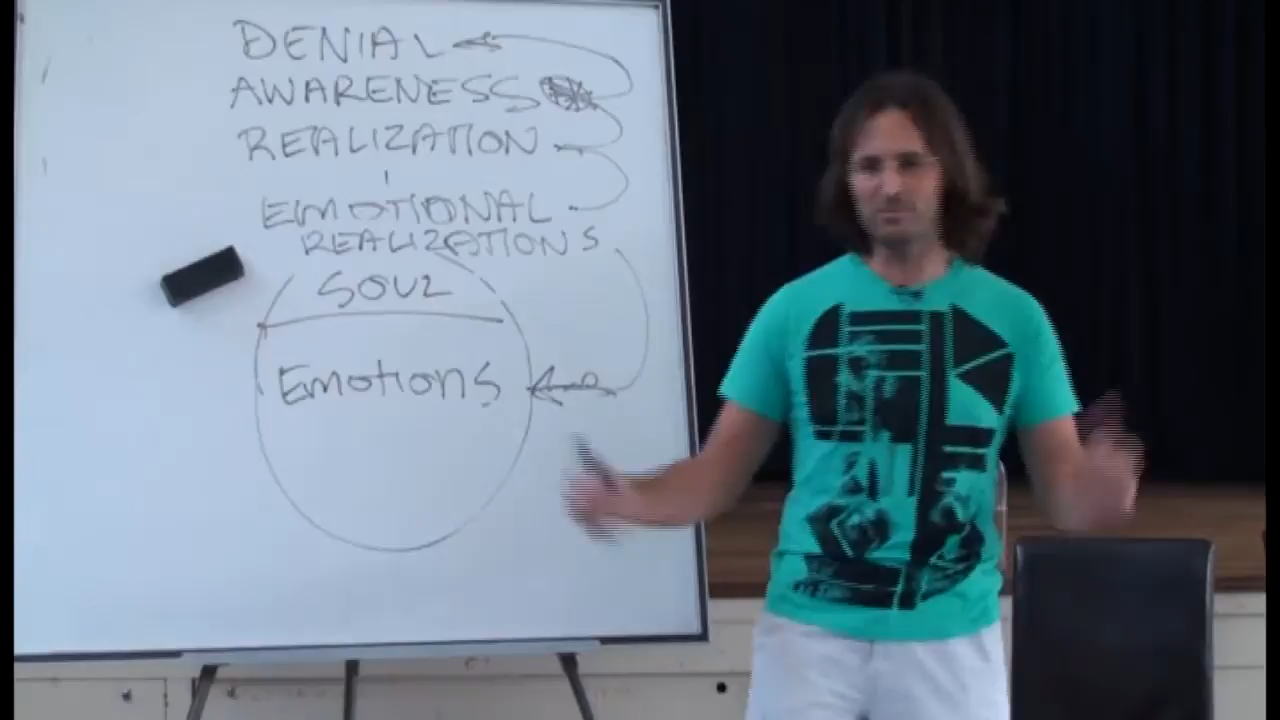 DENIAL
AWARENESS
REALIZATION
EMOTIONAL
REALIZATIONS
SOUL
Emotions